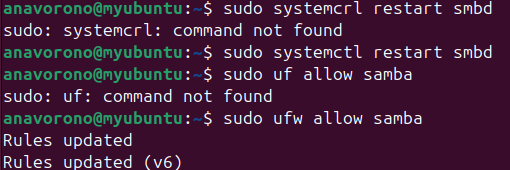 anavorono@myubuntu:~$ sudo systemcrl restart smbd
sudo: systemcrl: command not found
anavorono@myubuntu:~$ sudo systemctl restart smbd
anavorono@myubuntu:~$ sudo uf allow samba
sudo: uf: command not found
anavorono@myubuntu:~$ sudo ufw allow samba
Rules updated
Rules updated (v6)